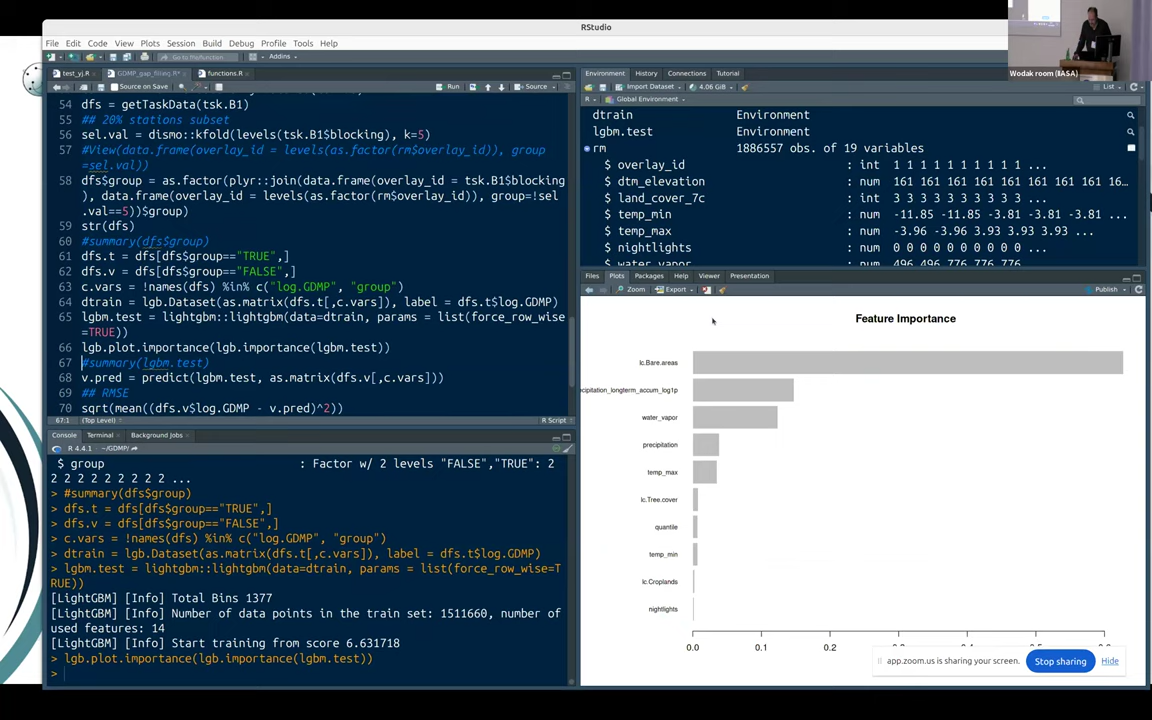 RStudio
File Edit Code View Plots Session Build Debug Profile Tools Help
Go to file/function Addins
test_yj.R GDMP_gap_filling.R* functions.R
Source on Save Run Source
54 dfs = getTaskData(tsk.B1)
55 ## 20% stations subset
56 sel.val = dismo::kfold(levels(tsk.B1$blocking), k=5)
57 #View(data.frame(overlay_id = levels(as.factor(rm$overlay_id)), group
=sel.val))
58 dfs$group = as.factor(plyr::join(data.frame(overlay_id = tsk.B1$blocking
), data.frame(overlay_id = levels(as.factor(rm$overlay_id)), group=!sel
.val==5))$group)
59 str(dfs)
60 #summary(dfs$group)
61 dfs.t = dfs[dfs$group=="TRUE",]
62 dfs.v = dfs[dfs$group=="FALSE",]
63 c.vars = !names(dfs) %in% c("log.GDMP", "group")
64 dtrain = lgb.Dataset(as.matrix(dfs.t[,c.vars]), label = dfs.t$log.GDMP)
65 lgbm.test = lightgbm::lightgbm(data=dtrain, params = list(force_row_wise
=TRUE))
66 lgb.plot.importance(lgb.importance(lgbm.test))
67 #summary(lgbm.test)
68 v.pred = predict(lgbm.test, as.matrix(dfs.v[,c.vars]))
69 ## RMSE
70 sqrt(mean((dfs.v$log.GDMP - v.pred)^2))
67:1 (Top Level) R Script
Console Terminal Background Jobs
R 4.4.1 · ~/GDMP/
$ group : Factor w/ 2 levels "FALSE","TRUE": 2
2 2 2 2 2 2 2 2 2 ...
> #summary(dfs$group)
> dfs.t = dfs[dfs$group=="TRUE",]
> dfs.v = dfs[dfs$group=="FALSE",]
> c.vars = !names(dfs) %in% c("log.GDMP", "group")
> dtrain = lgb.Dataset(as.matrix(dfs.t[,c.vars]), label = dfs.t$log.GDMP)
> lgbm.test = lightgbm::lightgbm(data=dtrain, params = list(force_row_wise=T
RUE))
[LightGBM] [Info] Total Bins 1377
[LightGBM] [Info] Number of data points in the train set: 1511660, number of
used features: 14
[LightGBM] [Info] Start training from score 6.631718
> lgb.plot.importance(lgb.importance(lgbm.test))
>
Environment History Connections Tutorial
Import Dataset 4.06 GiB List
R Global Environment
dtrain Environment
lgbm.test Environment
rm 1886557 obs. of 19 variables
$ overlay_id : int 1 1 1 1 1 1 1 1 1 ...
$ dtm_elevation : num 161 161 161 161 161 161 161 161 16...
$ land_cover_7c : num 3 3 3 3 3 3 3 3 3 3 ...
$ temp_min : num -11.85 -11.85 -3.81 -3.81 -3.81 ...
$ temp_max : num -3.96 -3.96 3.93 3.93 3.93 ...
$ nightlights : num 0 0 0 0 0 0 0 0 0 0 ...
$ water_vapor : num 496 496 776 776 776
Files Plots Packages Help Viewer Presentation
Zoom Export Publish
Feature Importance
lc.Bare.areas
cipitation_longterm_accum_log1p
water_vapor
precipitation
temp_max
lc.Tree.cover
quantile
temp_min
lc.Croplands
nightlights
0.0 0.1 0.2
app.zoom.us is sharing your screen. Stop sharing Hide
Wodak room (IIASA)